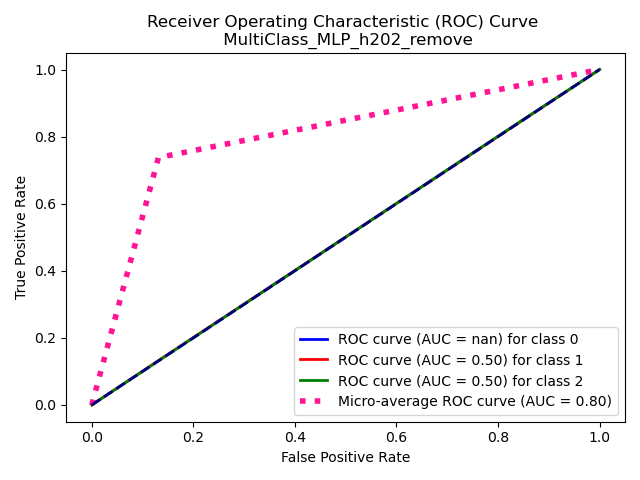 Receiver Operating Characteristic (ROC) Curve
MultiClass_MLP_h202_remove
True Positive Rate
1.0
0.8
0.6
0.4
0.2
0.0
ROC curve (AUC = nan) for class 0
ROC curve (AUC = 0.50) for class 1
ROC curve (AUC = 0.50) for class 2
Micro-average ROC curve (AUC = 0.80)
0.0 0.2 0.4 0.6 0.8 1.0
False Positive Rate